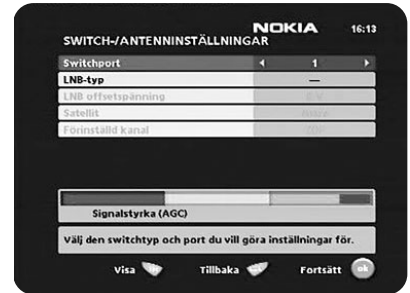 NOKIA 16:13
SWITCH-/ANTENNINSTÄLLNINGAR
Switchport 1
LNB-typ —
LNB offsetspänning
Satellit
Förinställd kanal
Signalstyrka (AGC)
Välj den switchtyp och port du vill göra inställningar för.
Visa Tillbaka Fortsätt ok